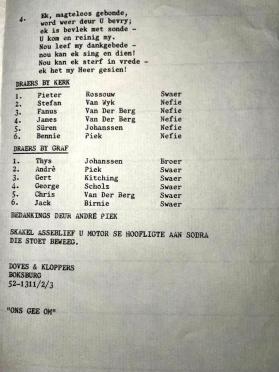 4. Ek, magteloos gebonde,
word weer deur U bevry;
ek is bevlek met sonde -
U kom en reinig my.
Nou leef my dankgebede -
nou kan ek sing en dien!
Nou kan ek sterf in vrede -
ek het my Heer gesien!
DRAERS BY KERK
1. Pieter Rossouw Swaer
2. Stefan Van Wyk Nefie
3. Fanus Van Der Berg Nefie
4. Janes Van Der Berg Nefie
5. Süren Johanssen Nefie
6. Bennie Piek Nefie
DRAERS BY GRAF
1. Thys Johanssen Broer
2. Andrè Piek Swaer
3. Gert Kitching Swaer
4. George Scholz Swaer
5. Chris Van Der Berg Swaer
6. Jack Birnie Swaer
BEDANKINGS DEUR ANDRÉ PIEK
SKAKEL ASSEBLIEF U MOTOR SE HOOFLIGTE AAN SODRA
DIE STOET BEWEEG.
DOVES & KLOPPERS
BOKSBURG
52-1311/2/3
"ONS GEE OM"